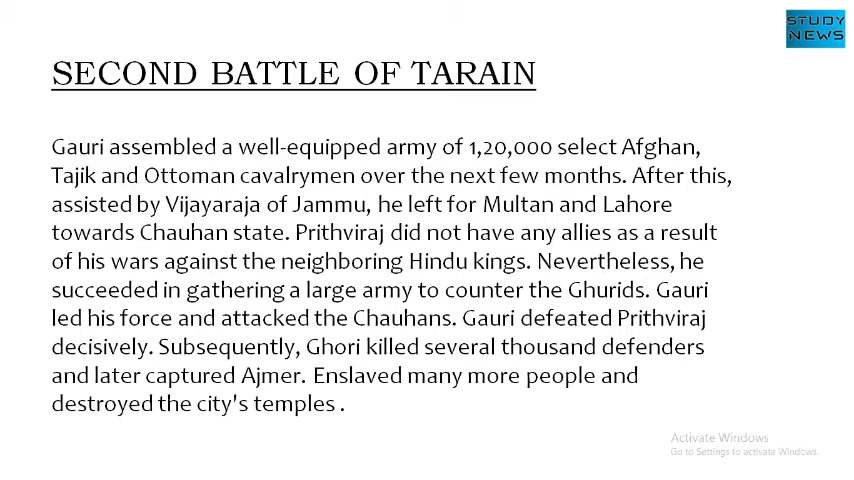 STUDY
NEWS
SECOND BATTLE OF TARAIN
Gauri assembled a well-equipped army of 1,20,000 select Afghan,
Tajik and Ottoman cavalrymen over the next few months. After this,
assisted by Vijayaraja of Jammu, he left for Multan and Lahore
towards Chauhan state. Prithviraj did not have any allies as a result
of his wars against the neighboring Hindu kings. Nevertheless, he
succeeded in gathering a large army to counter the Ghurids. Gauri
led his force and attacked the Chauhans. Gauri defeated Prithviraj
decisively. Subsequently, Ghori killed several thousand defenders
and later captured Ajmer. Enslaved many more people and
destroyed the city's temples .
Activate Windows
Go to Settings to activate Windows.